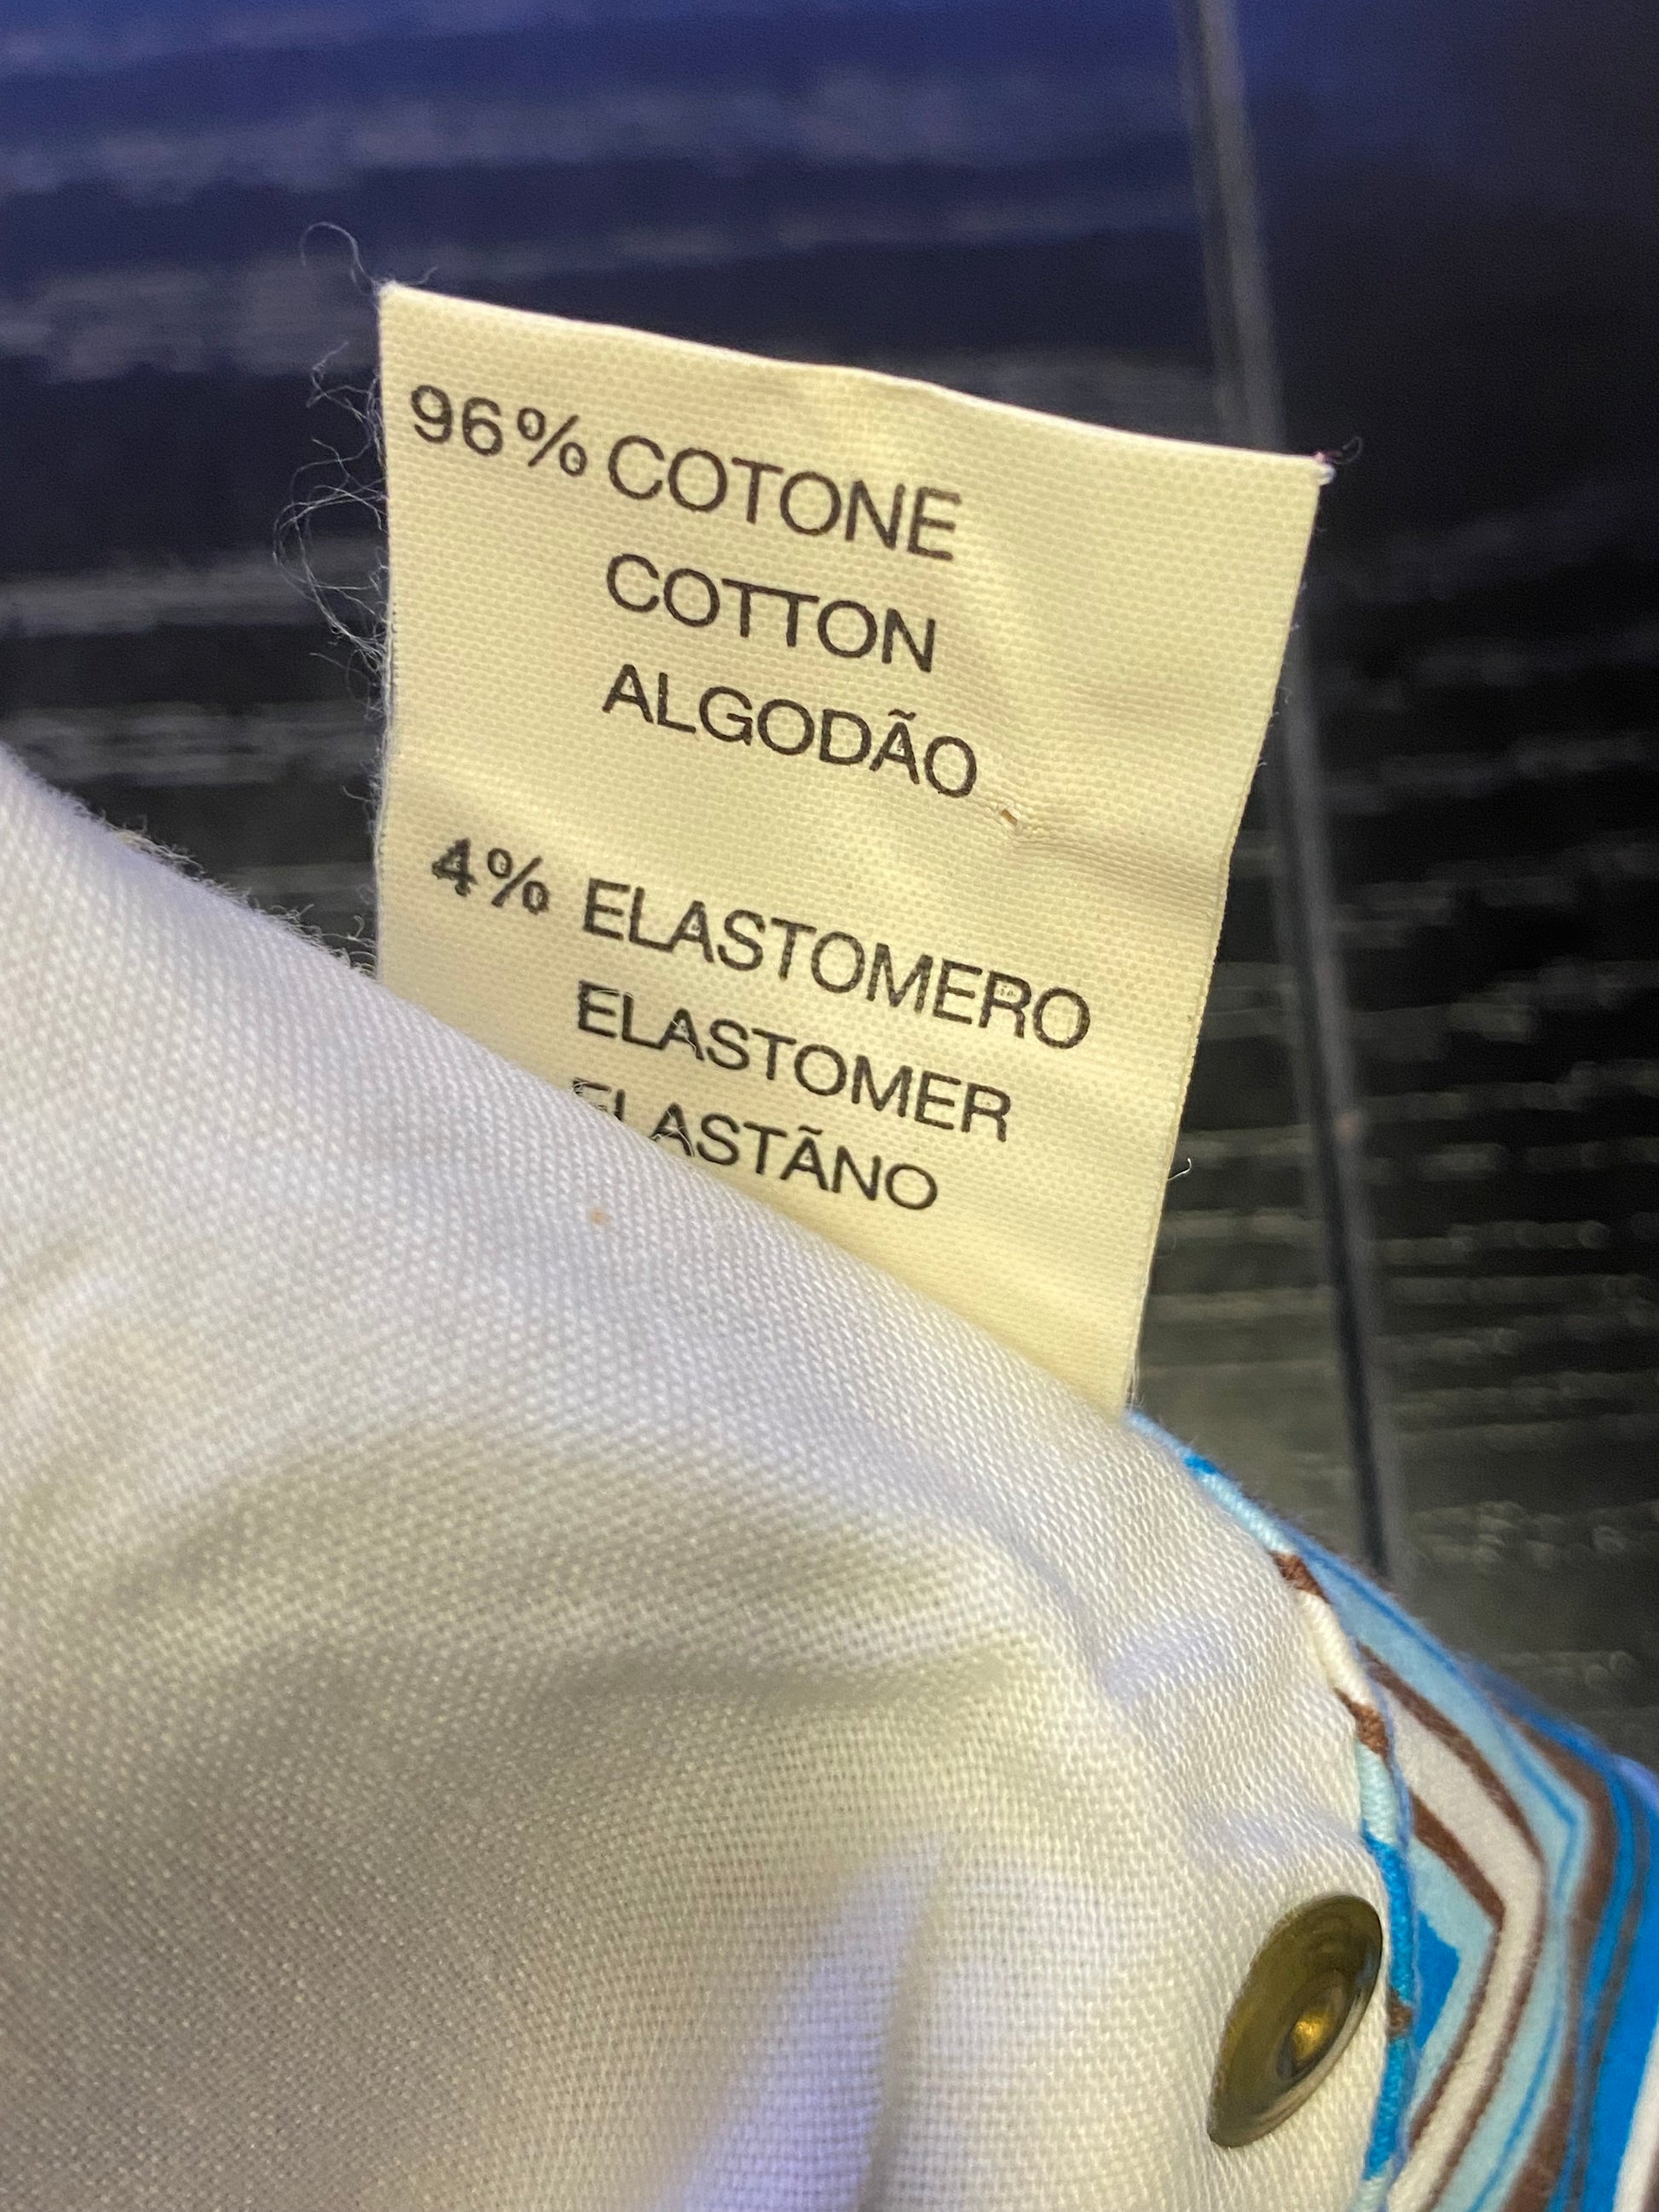 96% COTONE
COTTON
ALGODÃO
4% ELASTOMERO
ELASTOMER
ELASTÃNO